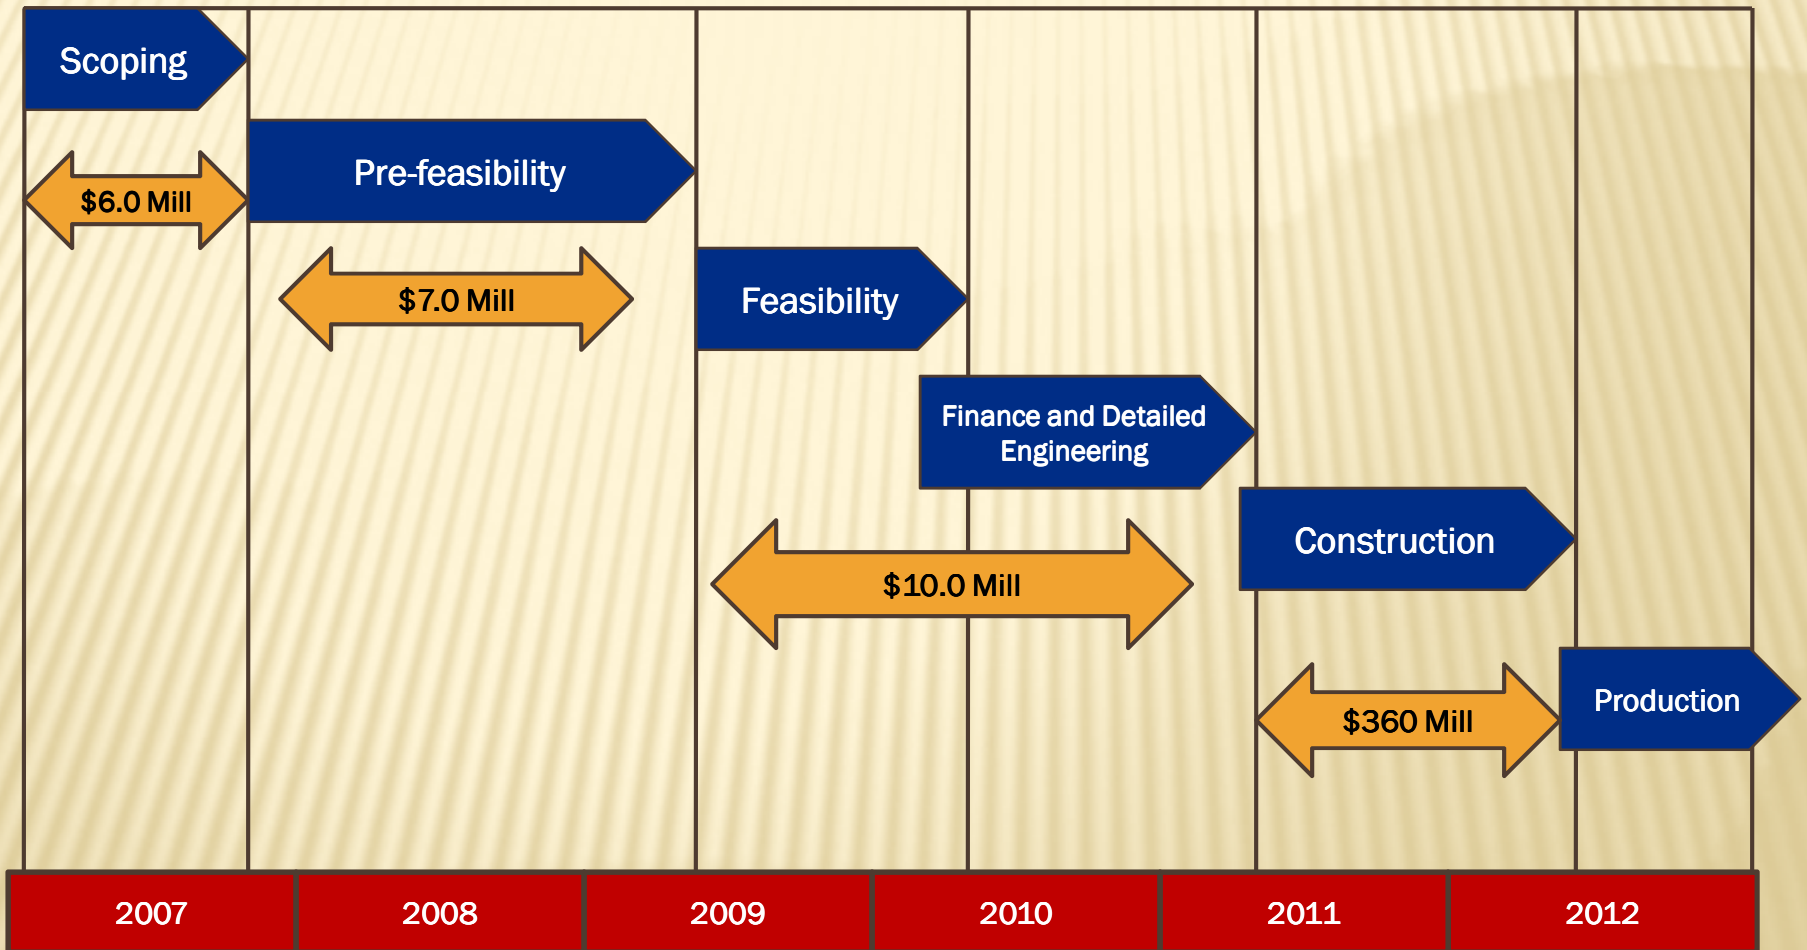 Scoping
Pre-feasibility
$6.0 Mill
$7.0 Mill
Feasibility
Finance and Detailed
Engineering
Construction
$10.0 Mill
Production
$360 Mill
2007
2008
2009
2010
2011
2012